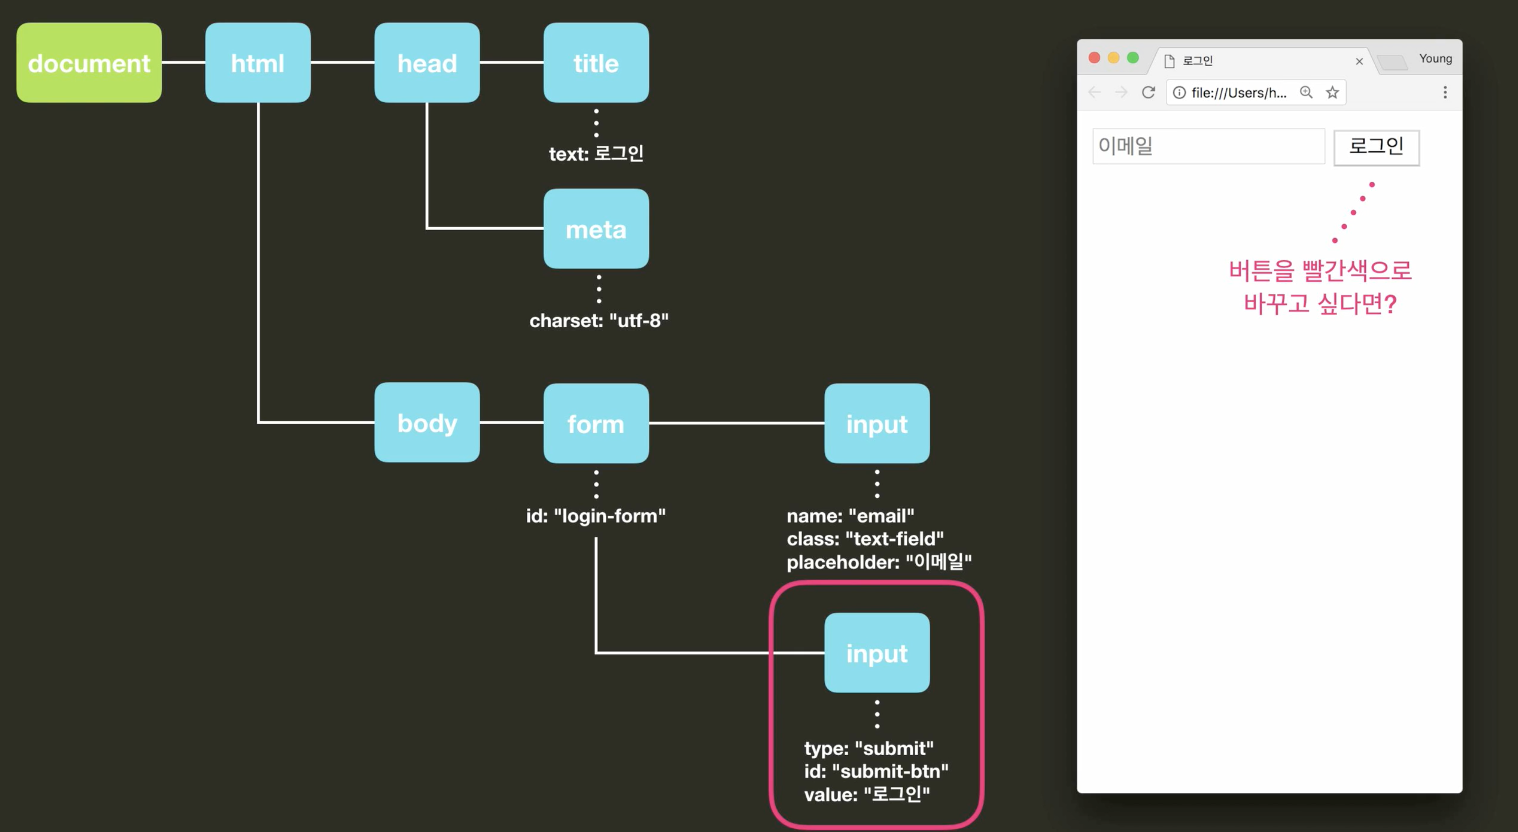 document
html
head
title
text: 로그인
meta
charset: "utf-8"
body
form
input
id: "login-form"
name: "email"
class: "text-field"
placeholder: "이메일"
input
type: "submit"
id: "submit-btn"
value: "로그인"
로그인
Young
file:///Users/h...
이메일
로그인
버튼을 빨간색으로
바꾸고 싶다면?